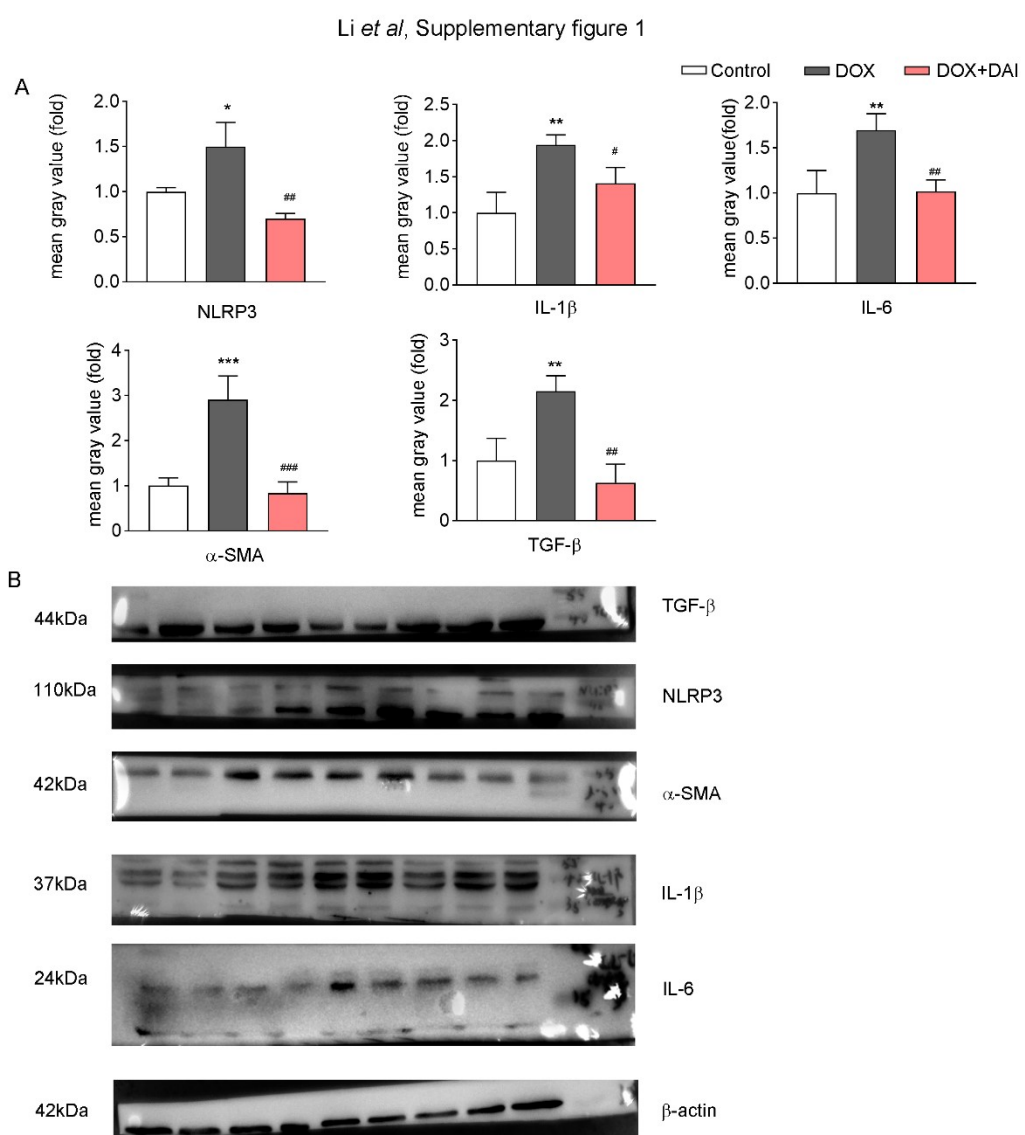 Li et al, Supplementary figure 1
Control DOX DOX+DAI
A
mean gray value (fold)
2.0
1.5
1.0
0.5
0.0
*
##
NLRP3
mean gray value (fold)
2.5
2.0
1.5
1.0
2.0
0.0
**
#
IL-1β
mean gray value(fold)
2.0
1.5
1.0
0.5
0.0
**
##
IL-6
mean gray value (fold)
4
3
2
1
0
***
###
α-SMA
mean gray value (fold)
3
2
1
0
**
##
TGF-β
B
44kDa TGF-β
110kDa NLRP3
42kDa α-SMA
37kDa IL-1β
24kDa IL-6
42kDa β-actin